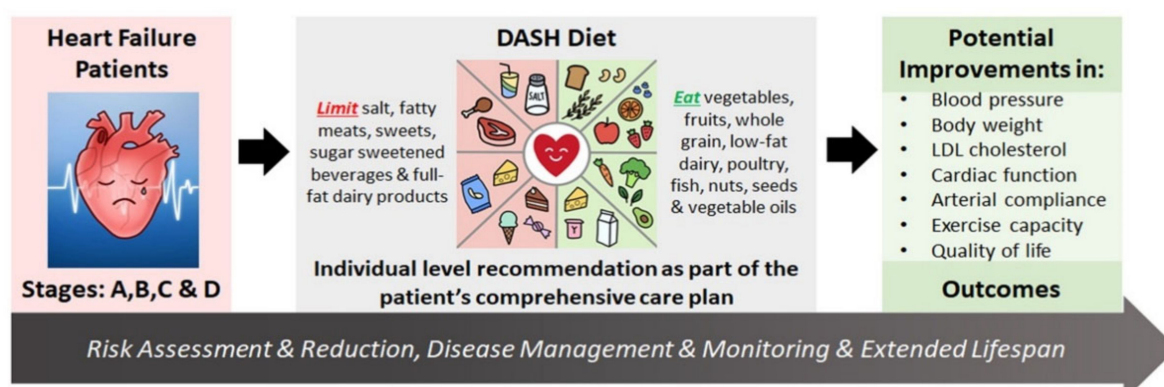 Heart Failure
Patients
Stages: A,B,C & D
DASH Diet
Limit salt, fatty
meats, sweets,
sugar sweetened
beverages & full-
fat dairy products
SALT
Y
Eat vegetables,
fruits, whole
grain, low-fat
dairy, poultry,
fish, nuts, seeds
& vegetable oils
Individual level recommendation as part of the
patient's comprehensive care plan
Potential
Improvements in:
• Blood pressure
• Body weight
• LDL cholesterol
• Cardiac function
• Arterial compliance
• Exercise capacity
• Quality of life
Outcomes
Risk Assessment & Reduction, Disease Management & Monitoring & Extended Lifespan